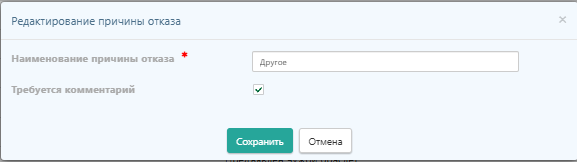 Редактирование причины отказа ×
Наименование причины отказа * Другое
Требуется комментарий
Сохранить Отмена